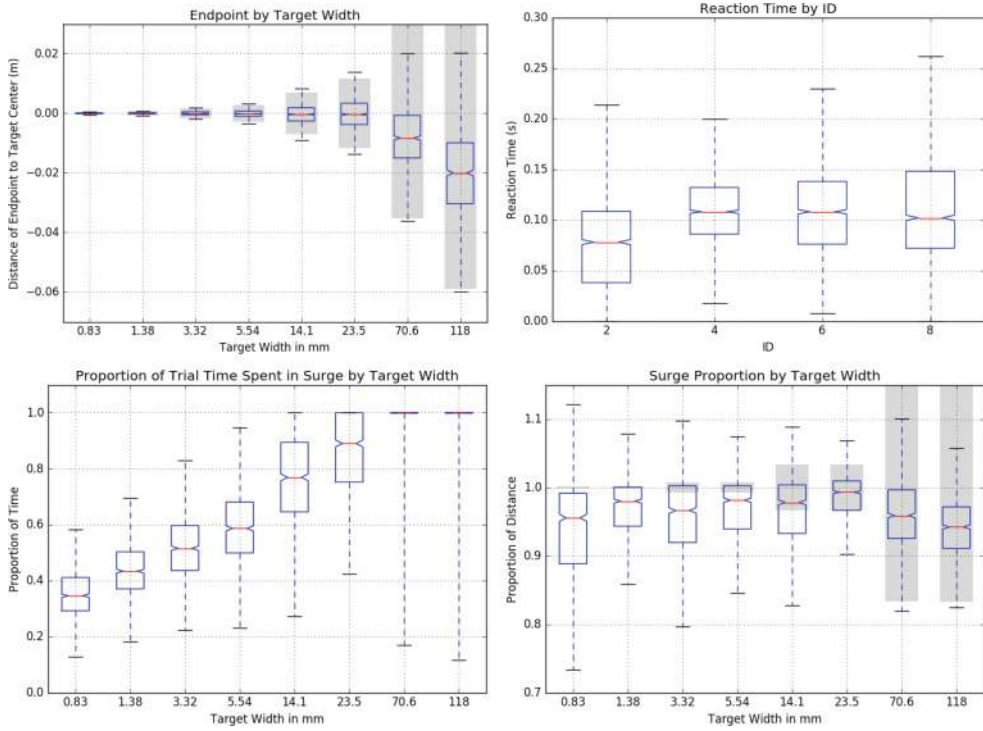 Endpoint by Target Width
Distance of Endpoint to Target Center (m)
0.02
0.00
−0.02
−0.04
−0.06
0.83 1.38 3.32 5.54 14.1 23.5 70.6 118
Target Width in mm
Reaction Time by ID
Reaction Time (s)
0.30
0.25
0.20
0.15
0.10
0.05
0.00
2 4 6 8
ID
Proportion of Trial Time Spent in Surge by Target Width
Proportion of Time
1.0
0.8
0.6
0.4
0.2
0.0
0.83 1.38 3.32 5.54 14.1 23.5 70.6 118
Target Width in mm
Surge Proportion by Target Width
Proportion of Distance
1.1
1.0
0.9
0.8
0.7
0.83 1.38 3.32 5.54 14.1 23.5 70.6 118
Target Width in mm